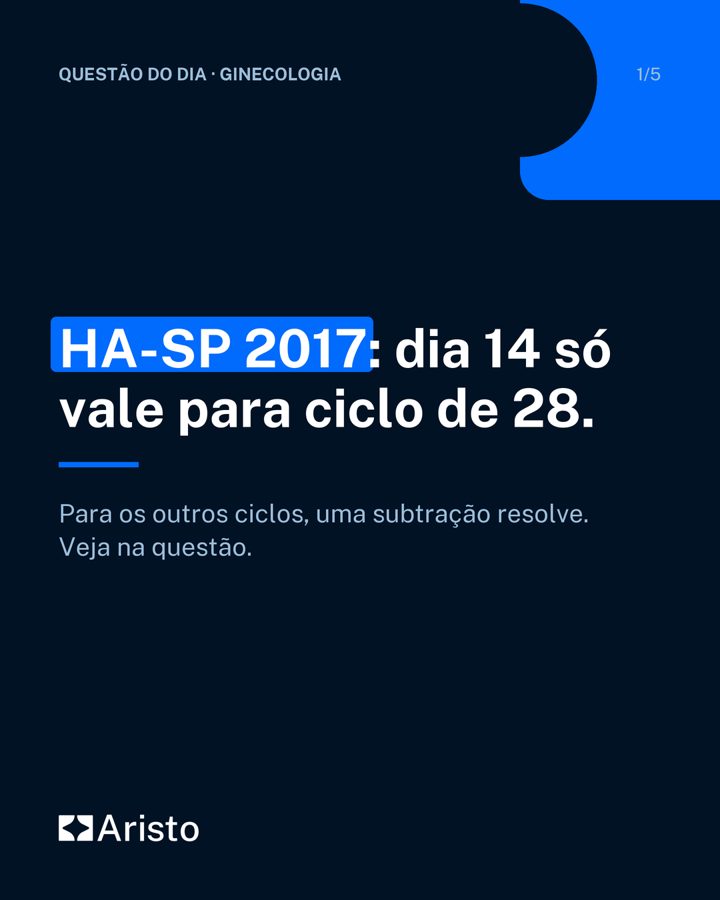 QUESTÃO DO DIA · GINECOLOGIA
1/5
HA-SP 2017: dia 14 só
vale para ciclo de 28.
Para os outros ciclos, uma subtração resolve.
Veja na questão.
Aristo